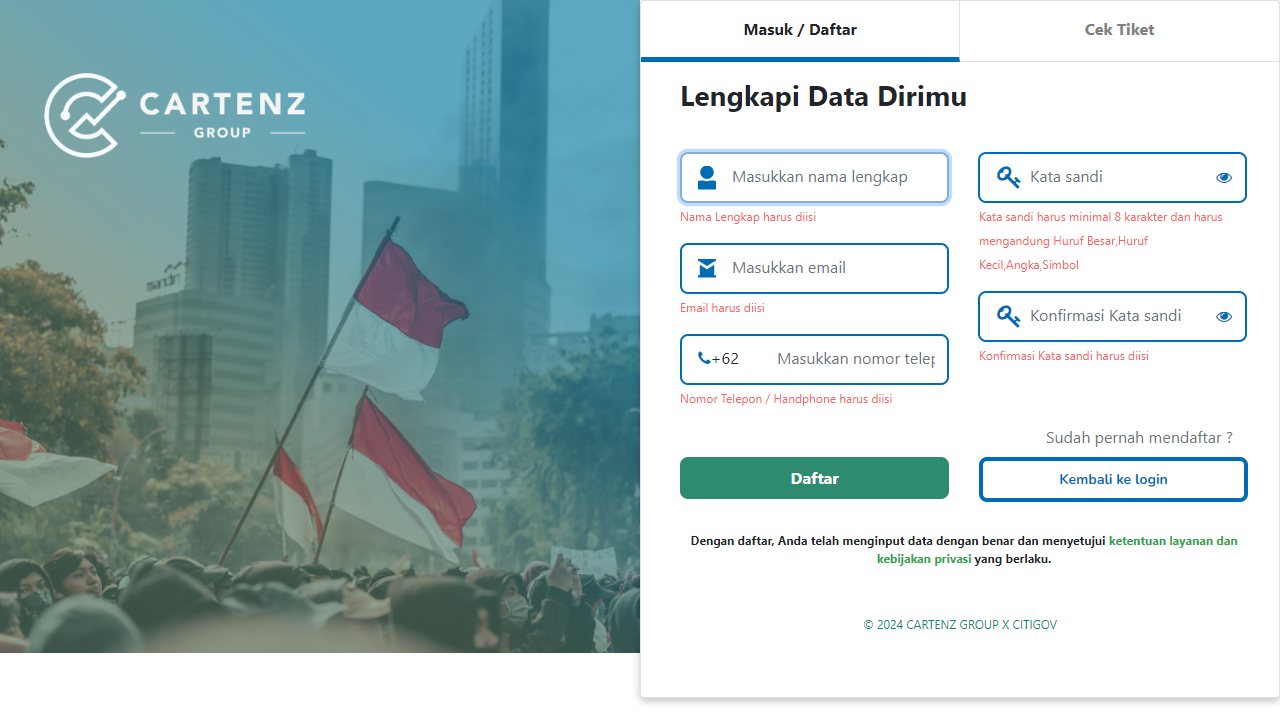 CARTENZ
GROUP
mandiri
Masuk / Daftar
Cek Tiket
Lengkapi Data Dirimu
Masukkan nama lengkap
Nama Lengkap harus diisi
Masukkan email
Email harus diisi
+62 Masukkan nomor telep
Nomor Telepon / Handphone harus diisi
Kata sandi
Kata sandi harus minimal 8 karakter dan harus
mengandung Huruf Besar,Huruf
Kecil,Angka,Simbol
Konfirmasi Kata sandi
Konfirmasi Kata sandi harus diisi
Sudah pernah mendaftar ?
Daftar
Kembali ke login
Dengan daftar, Anda telah menginput data dengan benar dan menyetujui ketentuan layanan dan
kebijakan privasi yang berlaku.
© 2024 CARTENZ GROUP X CITIGOV